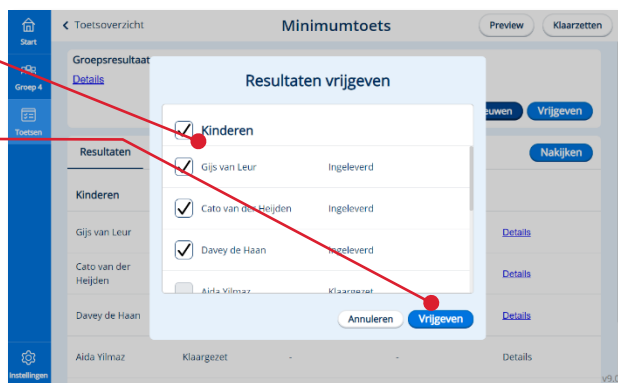 Start
Groep 4
Toetsen
Instellingen
Toetsoverzicht
Minimumtoets
Preview
Klaarzetten
Groepsresultaat
Details
euwen
Vrijgeven
Resultaten
Nakijken
Kinderen
Gijs van Leur
Details
Cato van der
Heijden
Details
Davey de Haan
Details
Aida Yilmaz
Klaargezet
-
-
Details
Resultaten vrijgeven
Kinderen
Gijs van Leur
Ingeleverd
Cato van der Heijden
Ingeleverd
Davey de Haan
Ingeleverd
Aida Yilmaz
Klaargezet
Annuleren
Vrijgeven